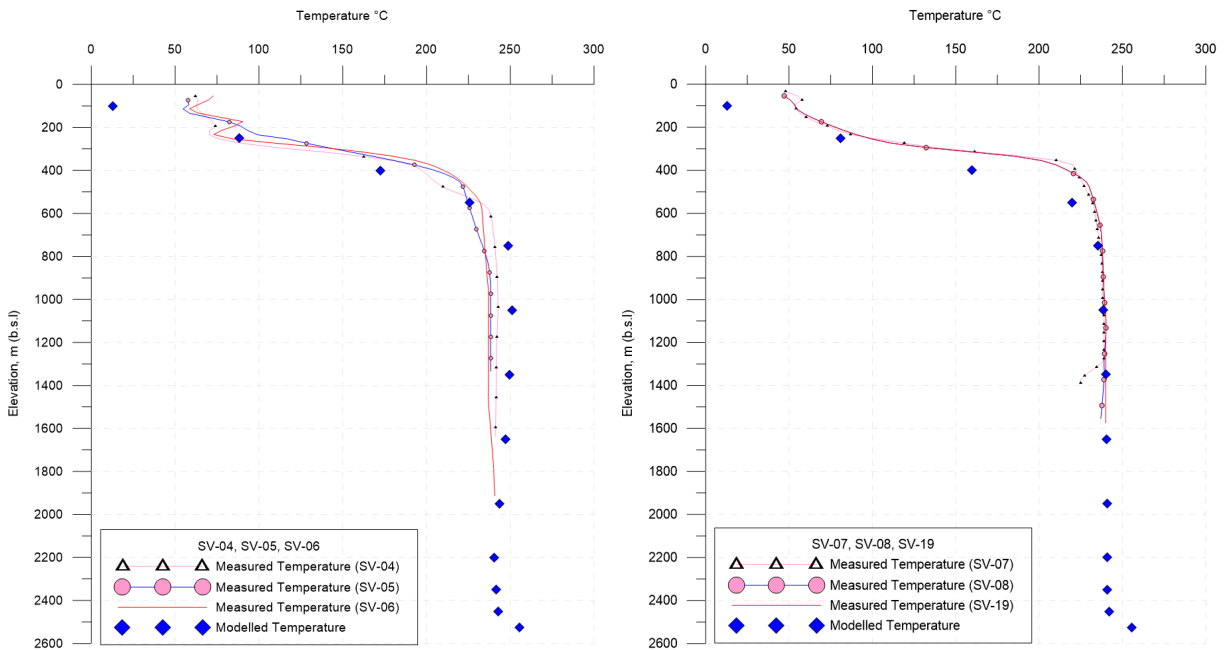 Temperature °C
0 50 100 150 200 250 300
0
200
400
600
800
1000
1200
1400
1600
1800
2000
2200
2400
2600
Elevation, m (b.s.l)
SV-04, SV-05, SV-06
Measured Temperature (SV-04)
Measured Temperature (SV-05)
Measured Temperature (SV-06)
Modelled Temperature
Temperature °C
0 50 100 150 200 250 300
0
200
400
600
800
1000
1200
1400
1600
1800
2000
2200
2400
2600
Elevation, m (b.s.l)
SV-07, SV-08, SV-19
Measured Temperature (SV-07)
Measured Temperature (SV-08)
Measured Temperature (SV-19)
Modelled Temperature